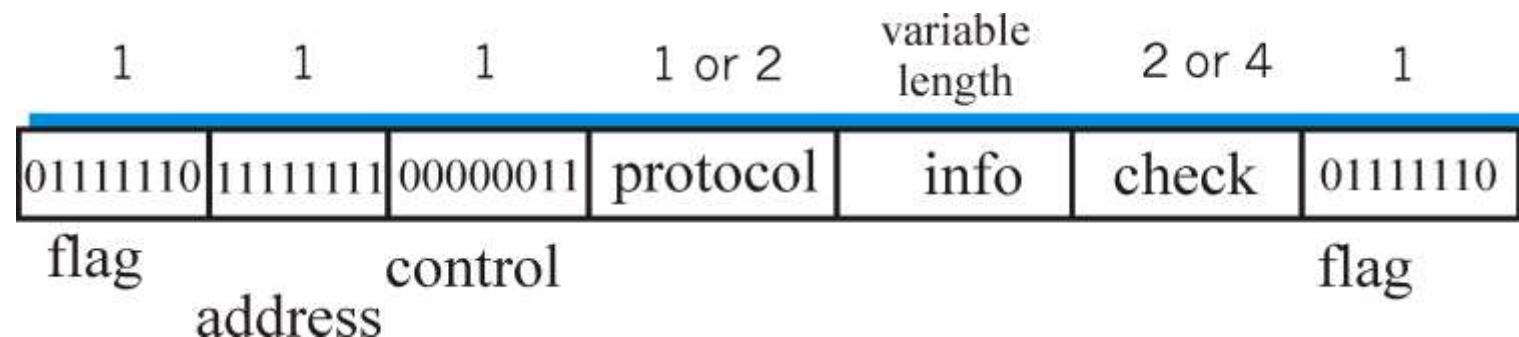 1 1 1 1 or 2 variable length 2 or 4 1
01111110 11111111 00000011 protocol info check 01111110
flag address control flag